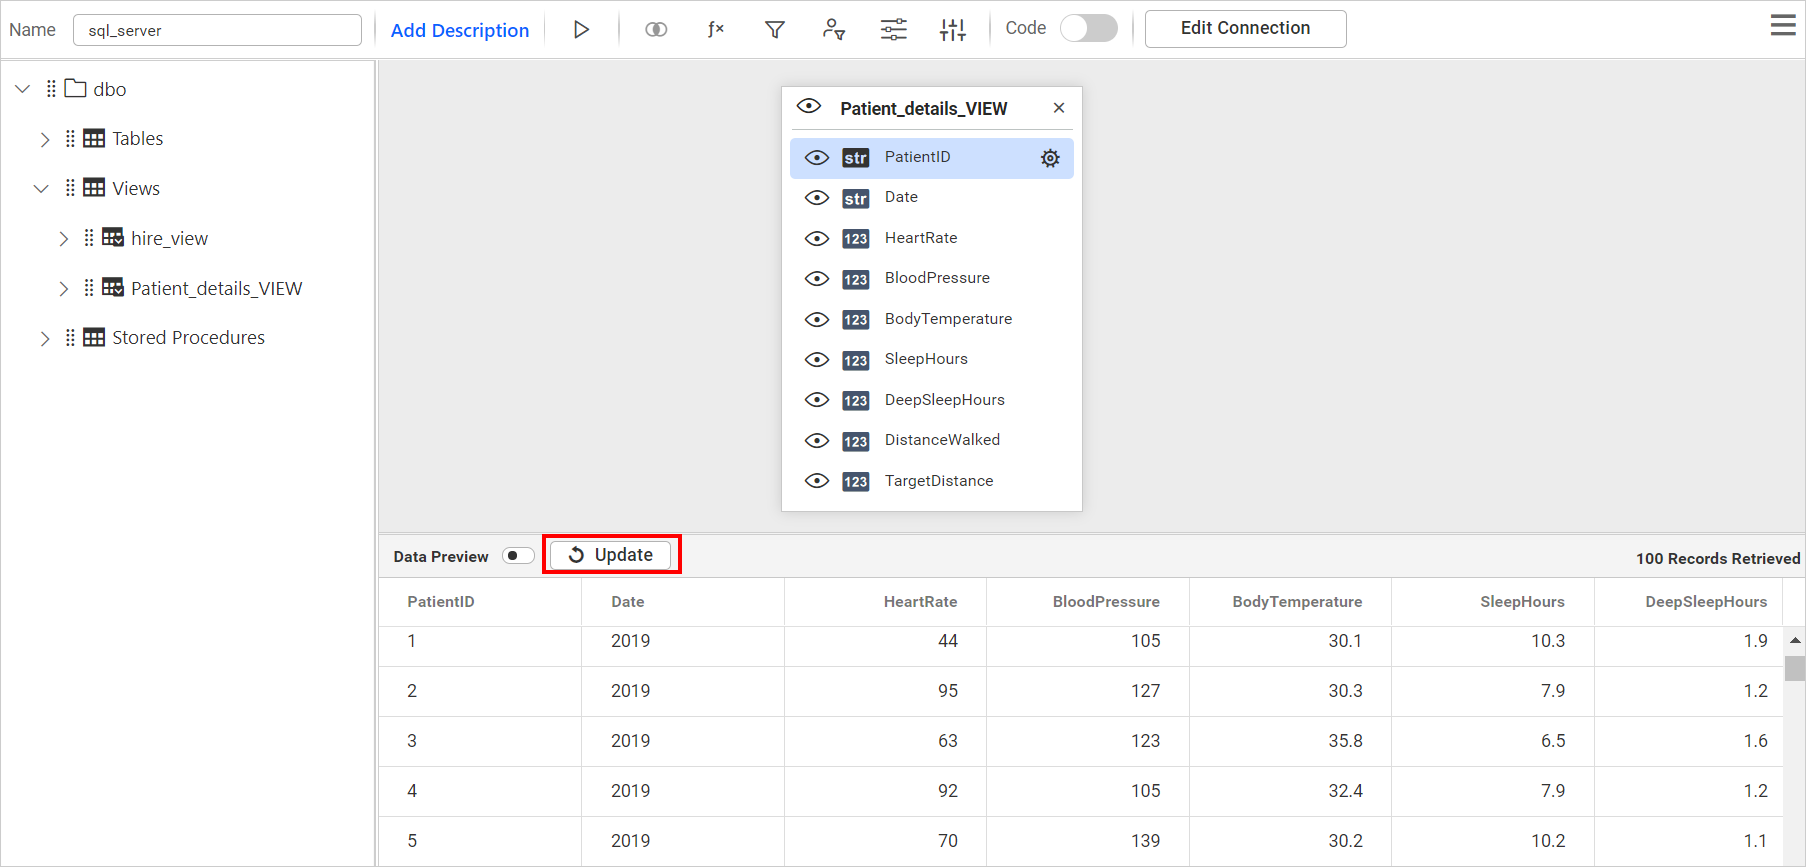 Name sql_server Add Description ƒx Code Edit Connection
dbo
Tables
Views
hire_view
Patient_details_VIEW
Stored Procedures
Patient_details_VIEW
str PatientID
str Date
123 HeartRate
123 BloodPressure
123 BodyTemperature
123 SleepHours
123 DeepSleepHours
123 DistanceWalked
123 TargetDistance
Data Preview Update 100 Records Retrieved
PatientID Date HeartRate BloodPressure BodyTemperature SleepHours DeepSleepHours
1 2019 44 105 30.1 10.3 1.9
2 2019 95 127 30.3 7.9 1.2
3 2019 63 123 35.8 6.5 1.6
4 2019 92 105 32.4 7.9 1.2
5 2019 70 139 30.2 10.2 1.1